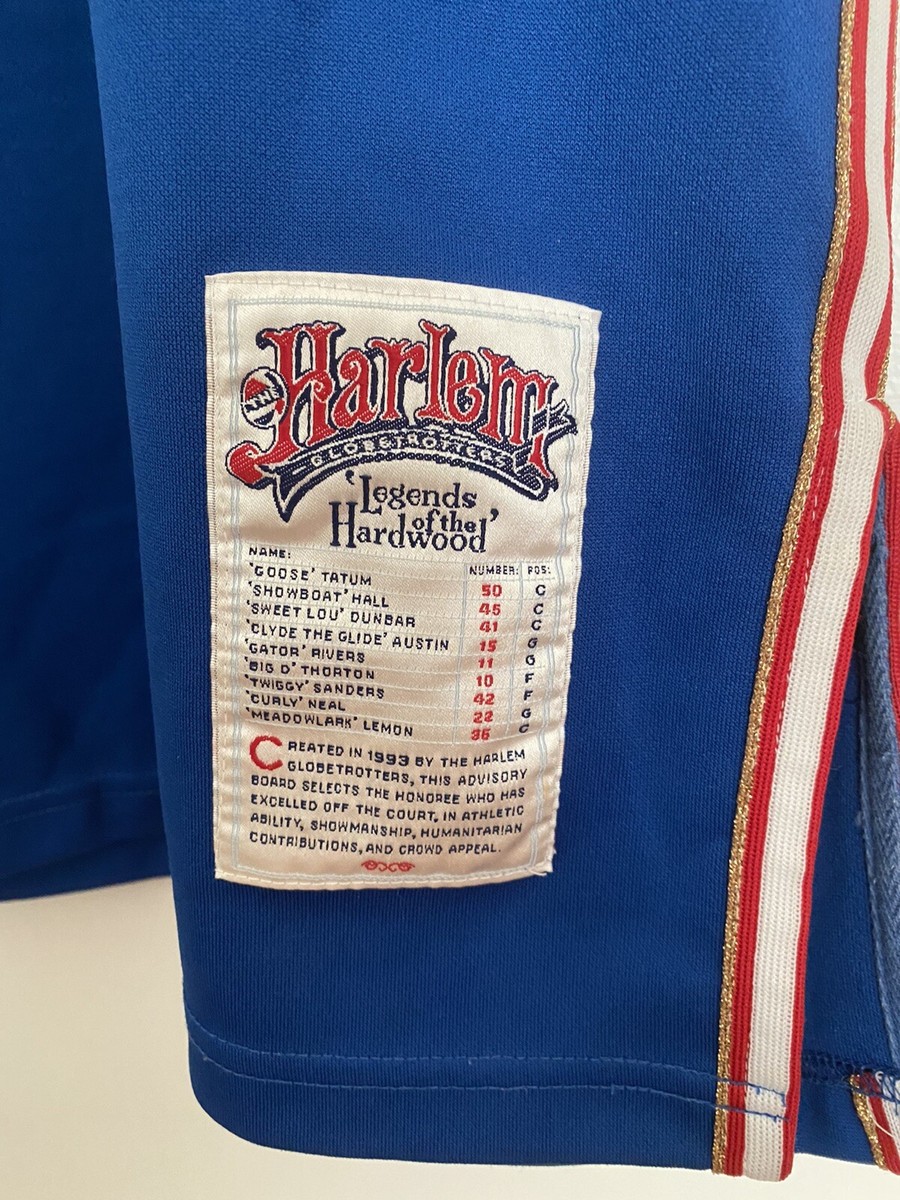 THE
Harlem
GLOBETROTTERS
'Legends
of the
Hardwood'
NAME: NUMBER: POS:
'GOOSE' TATUM 50 C
'SHOWBOAT' HALL 45 C
'SWEET LOU' DUNBAR 41 C
'CLYDE THE GLIDE' AUSTIN 15 G
'GATOR' RIVERS 11 G
'BIG D' THORTON 10 F
'TWIGGY' SANDERS 42 F
'CURLY' NEAL 22 G
'MEADOWLARK' LEMON 36 C
CREATED IN 1993 BY THE HARLEM
GLOBETROTTERS, THIS ADVISORY
BOARD SELECTS THE HONOREE WHO HAS
EXCELLED OFF THE COURT, IN ATHLETIC
ABILITY, SHOWMANSHIP, HUMANITARIAN
CONTRIBUTIONS, AND CROWD APPEAL.